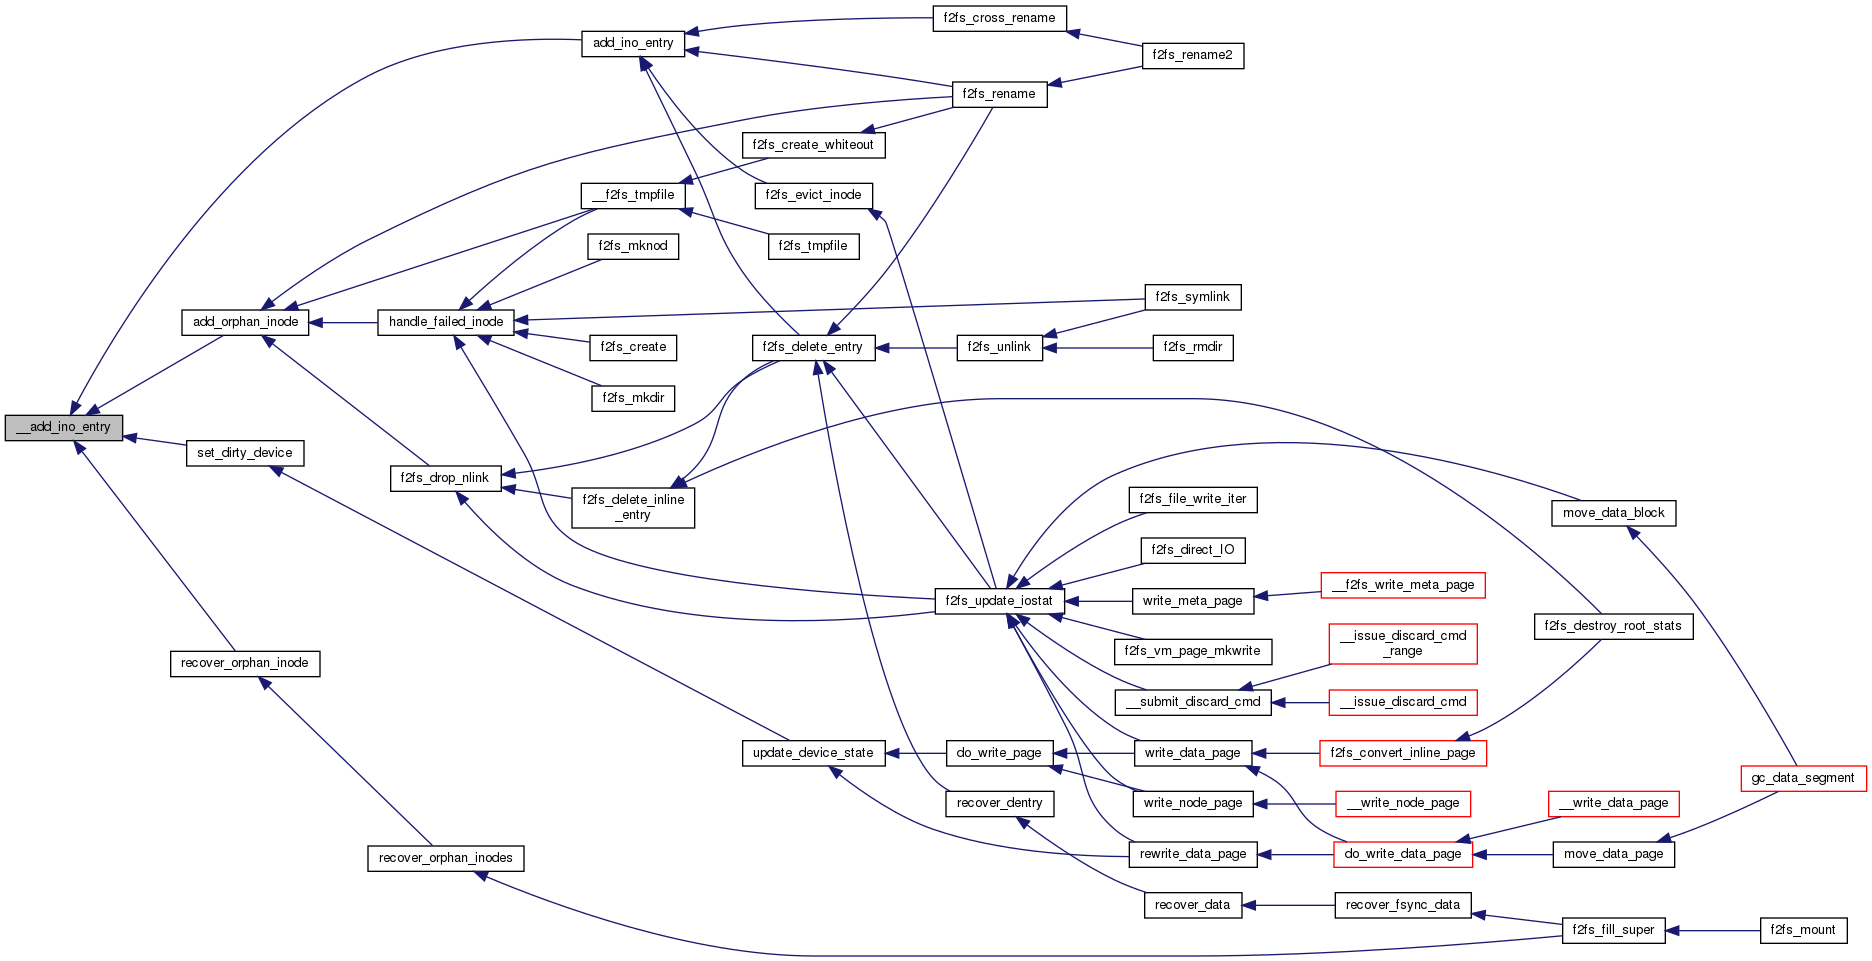 f2fs_cross_rename
add_ino_entry
f2fs_rename2
f2fs_rename
f2fs_create_whiteout
__f2fs_tmpfile
f2fs_evict_inode
f2fs_mknod
f2fs_tmpfile
f2fs_symlink
add_orphan_inode
handle_failed_inode
f2fs_create
f2fs_delete_entry
f2fs_unlink
f2fs_rmdir
f2fs_mkdir
__add_ino_entry
set_dirty_device
f2fs_drop_nlink
f2fs_delete_inline
_entry
f2fs_file_write_iter
move_data_block
f2fs_direct_IO
__f2fs_write_meta_page
f2fs_update_iostat
write_meta_page
f2fs_destroy_root_stats
__issue_discard_cmd
_range
f2fs_vm_page_mkwrite
recover_orphan_inode
__submit_discard_cmd
__issue_discard_cmd
update_device_state
do_write_page
write_data_page
f2fs_convert_inline_page
gc_data_segment
recover_dentry
write_node_page
__write_node_page
__write_data_page
recover_orphan_inodes
rewrite_data_page
do_write_data_page
move_data_page
recover_data
recover_fsync_data
f2fs_fill_super
f2fs_mount